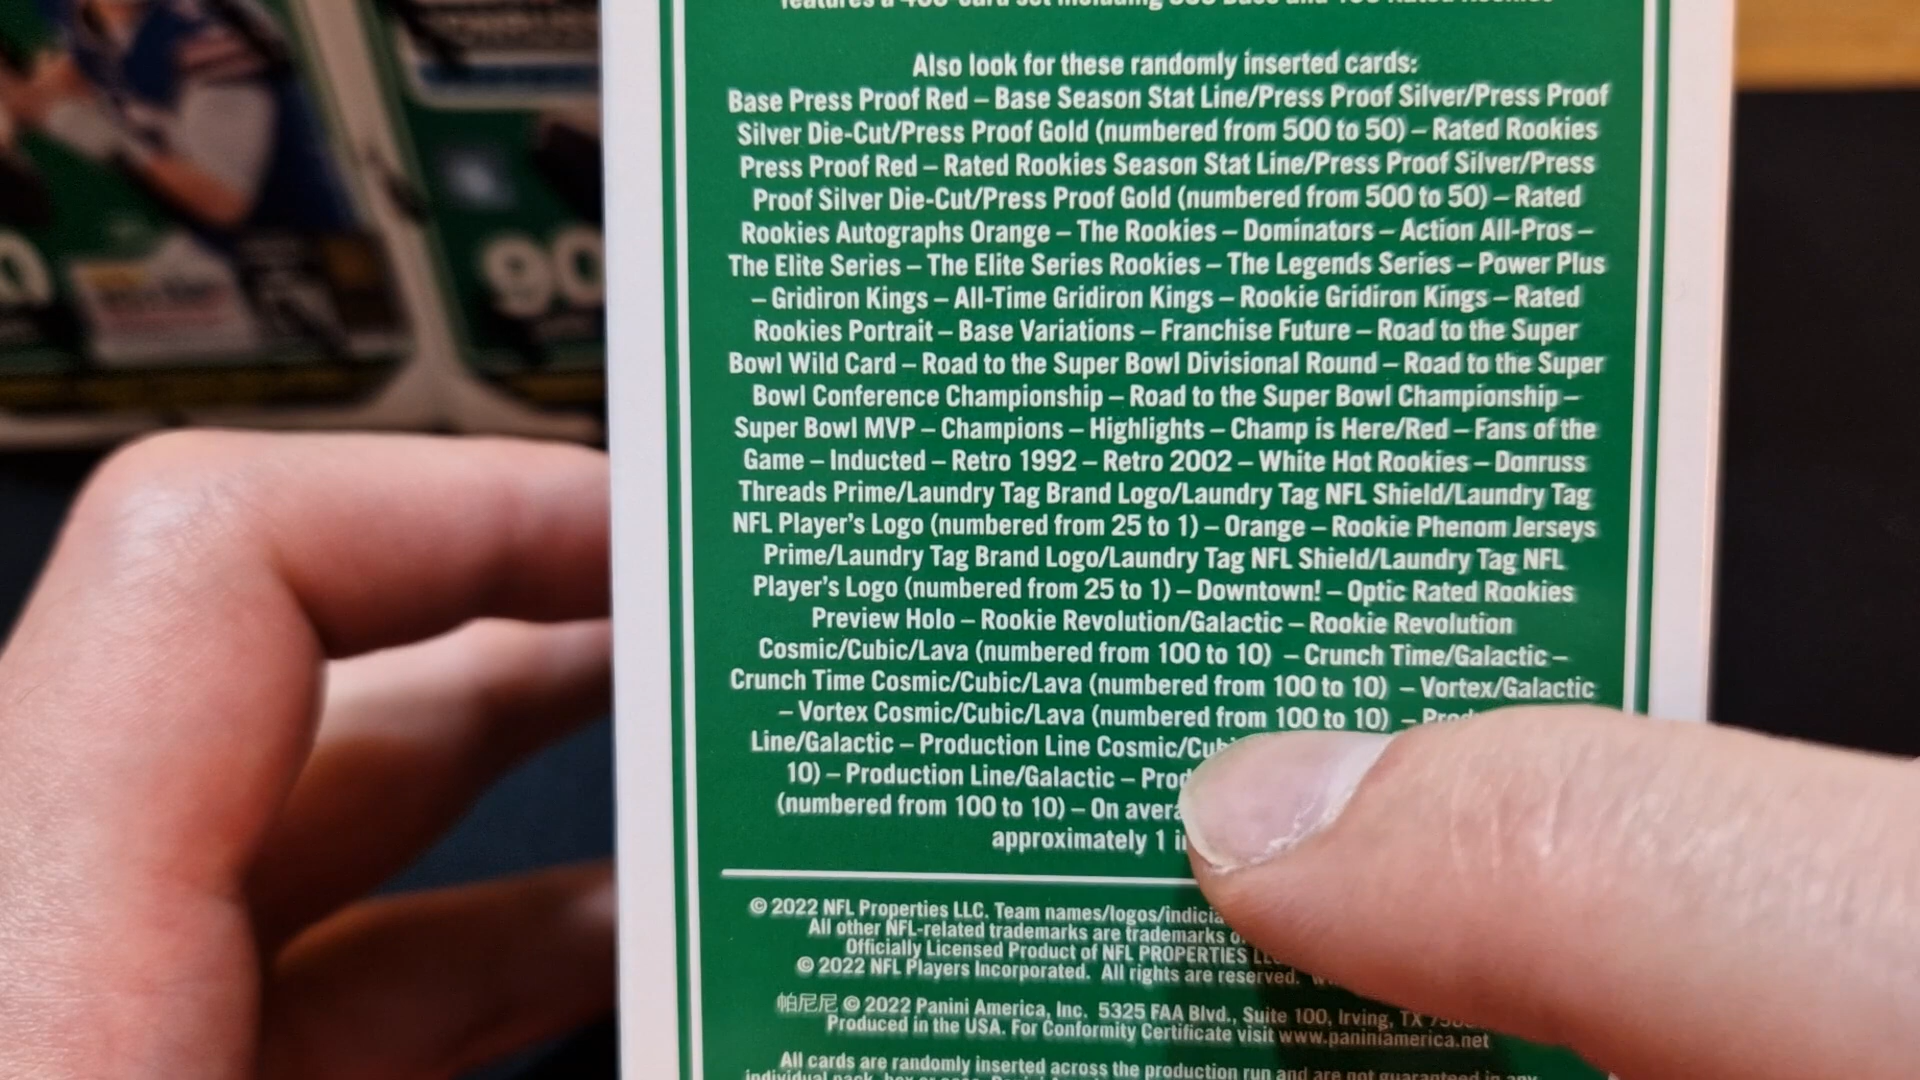 Also look for these randomly inserted cards:
Base Press Proof Red – Base Season Stat Line/Press Proof Silver/Press Proof
Silver Die-Cut/Press Proof Gold (numbered from 500 to 50) – Rated Rookies
Press Proof Red – Rated Rookies Season Stat Line/Press Proof Silver/Press
Proof Silver Die-Cut/Press Proof Gold (numbered from 500 to 50) – Rated
Rookies Autographs Orange – The Rookies – Dominators – Action All-Pros –
The Elite Series – The Elite Series Rookies – The Legends Series – Power Plus
– Gridiron Kings – All-Time Gridiron Kings – Rookie Gridiron Kings – Rated
Rookies Portrait – Base Variations – Franchise Future – Road to the Super
Bowl Wild Card – Road to the Super Bowl Divisional Round – Road to the Super
Bowl Conference Championship – Road to the Super Bowl Championship –
Super Bowl MVP – Champions – Highlights – Champ is Here/Red – Fans of the
Game – Inducted – Retro 1992 – Retro 2002 – White Hot Rookies – Donruss
Threads Prime/Laundry Tag Brand Logo/Laundry Tag NFL Shield/Laundry Tag
NFL Player's Logo (numbered from 25 to 1) – Orange – Rookie Phenom Jerseys
Prime/Laundry Tag Brand Logo/Laundry Tag NFL Shield/Laundry Tag NFL
Player's Logo (numbered from 25 to 1) – Downtown! – Optic Rated Rookies
Preview Holo – Rookie Revolution/Galactic – Rookie Revolution
Cosmic/Cubic/Lava (numbered from 100 to 10) – Crunch Time/Galactic –
Crunch Time Cosmic/Cubic/Lava (numbered from 100 to 10) – Vortex/Galactic
– Vortex Cosmic/Cubic/Lava (numbered from 100 to 10) –
Line/Galactic – Production Line Cosmic/
10) – Production Line/Galactic –
(numbered from 100 to 10) – On
approximately 1
© 2022 NFL Properties LLC. Team names/logos/indicia
All other NFL-related trademarks are trademarks
Officially Licensed Product of NFL PROPERTIES
© 2022 NFL Players Incorporated. All rights are reserved.
帕尼尼 © 2022 Panini America, Inc. 5325 FAA Blvd., Suite 100, Irving, TX
Produced in the USA. For Conformity Certificate visit www.paniniamerica.net
All cards are randomly inserted across the production run and are not guaranteed in any
90